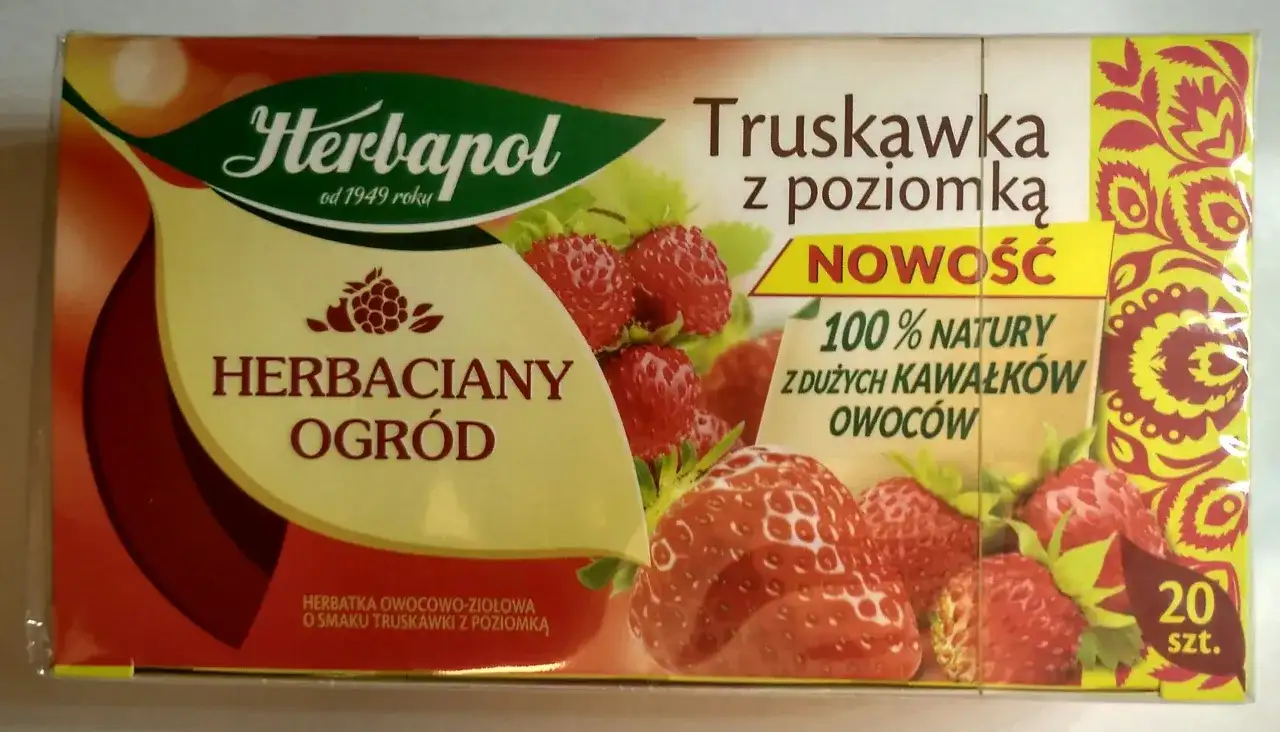 Herbapol
od 1949 roku
HERBACIANY
OGRÓD
HERBATKA OWOCOWO-ZIOŁOWA
O SMAKU TRUSKAWKI Z POZIOMKĄ
Truskawka
z poziomką
NOWOŚĆ
100 % NATURY
Z DUŻYCH KAWAŁKÓW
OWOCÓW
20
szt.